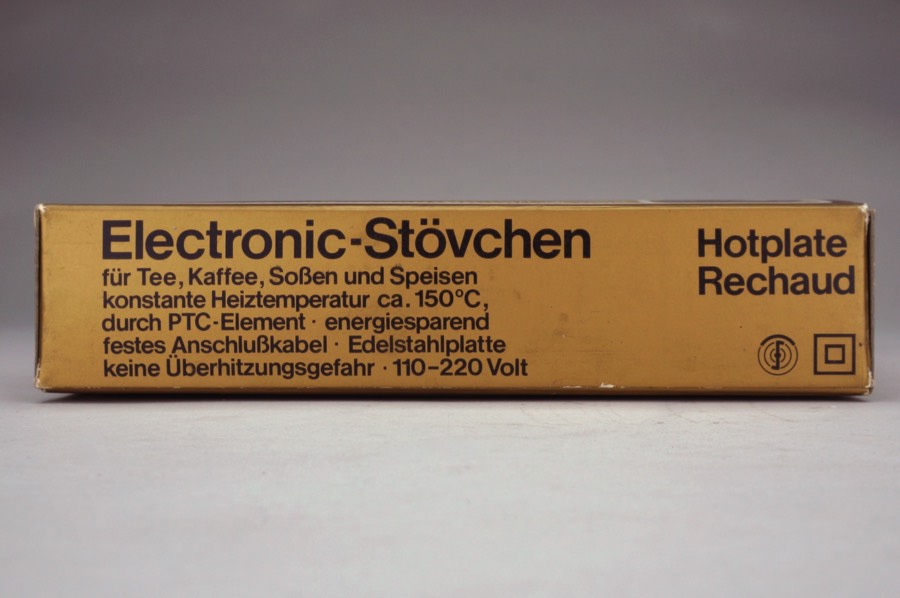 Electronic-Stövchen
für Tee, Kaffee, Soßen und Speisen
konstante Heiztemperatur ca. 150°C,
durch PTC-Element · energiesparend
festes Anschlußkabel · Edelstahlplatte
keine Überhitzungsgefahr · 110–220 Volt
Hotplate
Rechaud